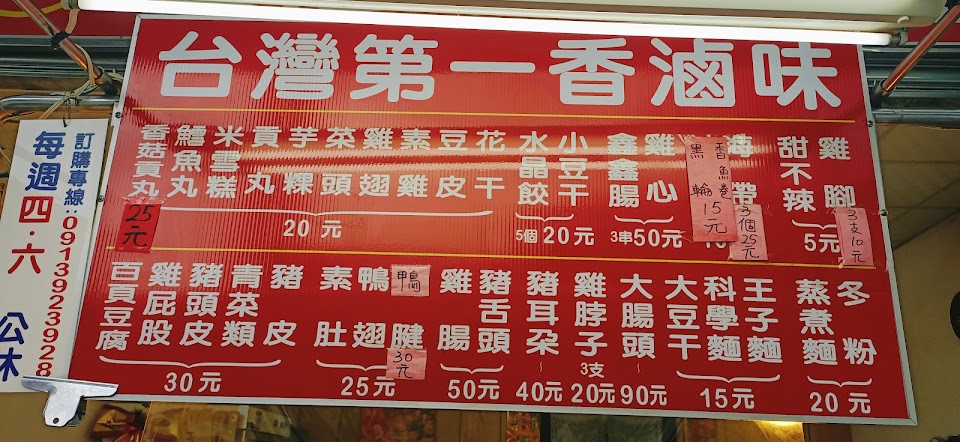 台灣第一香滷味
訂購專線:0913923928
每週四.六 公休
香菇貢丸
25元
鱈魚丸
米雪糕
貢丸
芋粿
菜頭
雞翅
素雞
豆皮
花干
20元
水晶餃
小豆干
5個20元
鑫鑫腸
雞心
3串50元
黑輪
香魚卷
15元
海帶
3個25元
甜不辣
雞腳
5元
3支10元
百頁豆腐
雞屁股
豬頭皮
青菜類
豬皮
30元
素肚
鴨翅
鴨腱
25元
30元
雞腸
豬舌頭
50元
豬耳朵
40元
雞脖子
3支
20元
大腸頭
90元
大豆干
科學麵
王子麵
15元
蒸煮麵
冬粉
20元